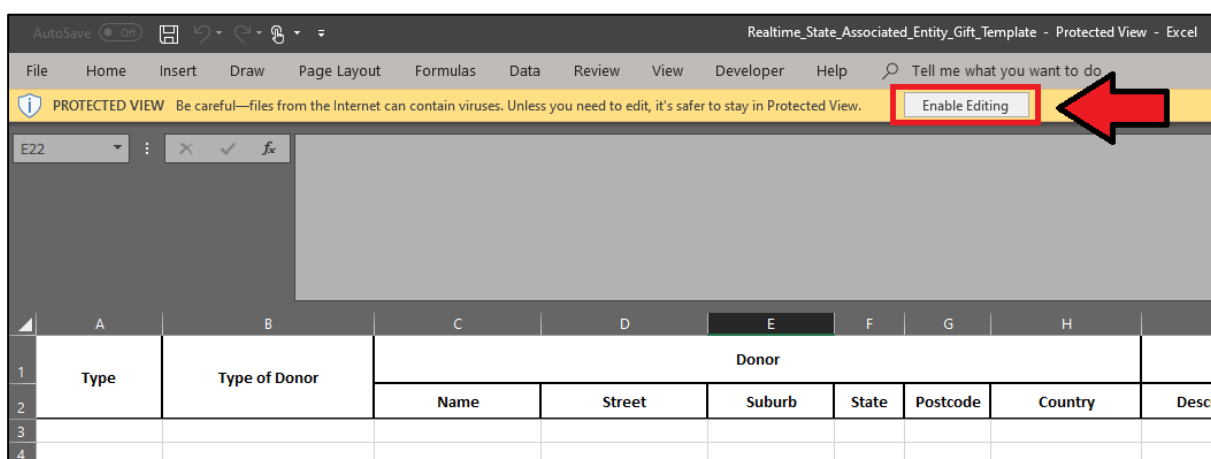 AutoSave Off Realtime_State_Associated_Entity_Gift_Template - Protected View - Excel
File Home Insert Draw Page Layout Formulas Data Review View Developer Help Tell me what you want to do
PROTECTED VIEW Be careful—files from the Internet can contain viruses. Unless you need to edit, it's safer to stay in Protected View. Enable Editing
E22 fx
A B C D E F G H
1 Type Type of Donor Donor
2 Name Street Suburb State Postcode Country Desc
3
4